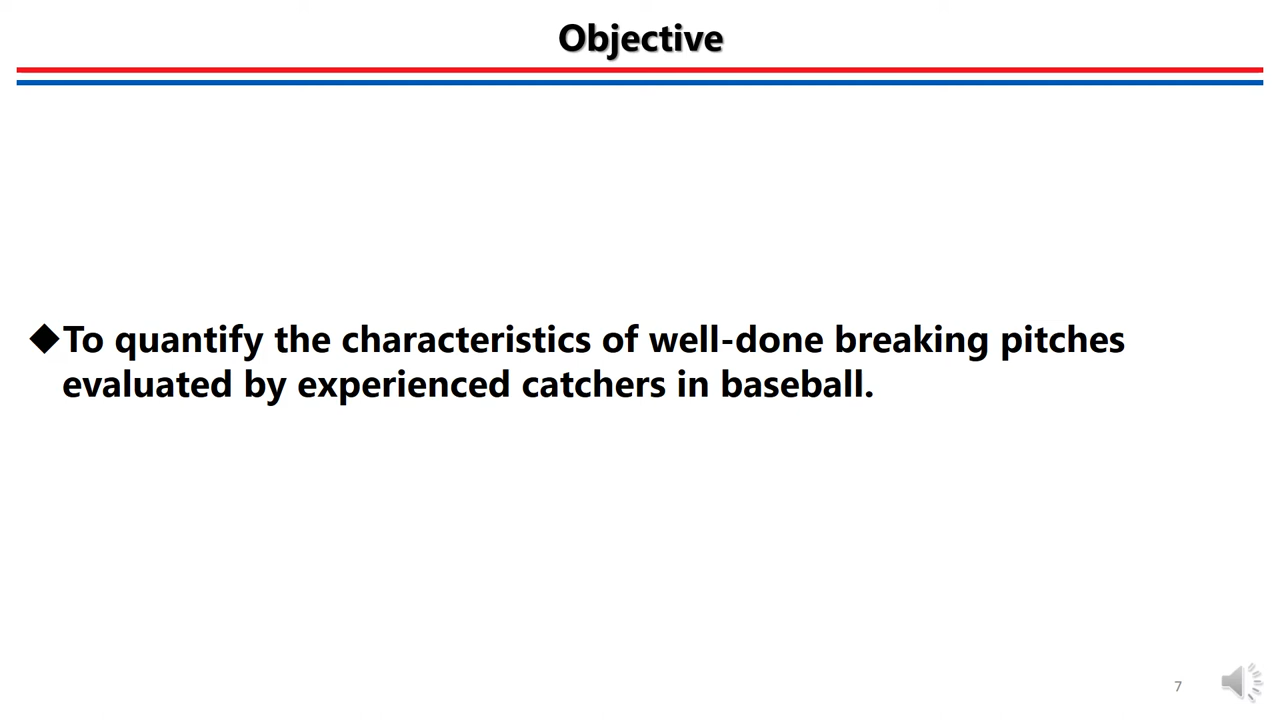 Objective
◆To quantify the characteristics of well-done breaking pitches
evaluated by experienced catchers in baseball.
7